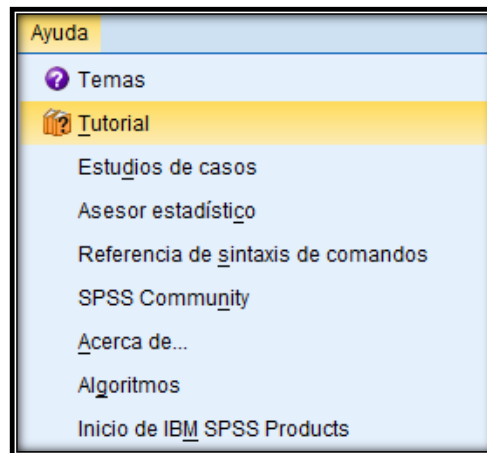 Ayuda
Temas
Tutorial
Estudios de casos
Asesor estadístico
Referencia de sintaxis de comandos
SPSS Community
Acerca de...
Algoritmos
Inicio de IBM SPSS Products